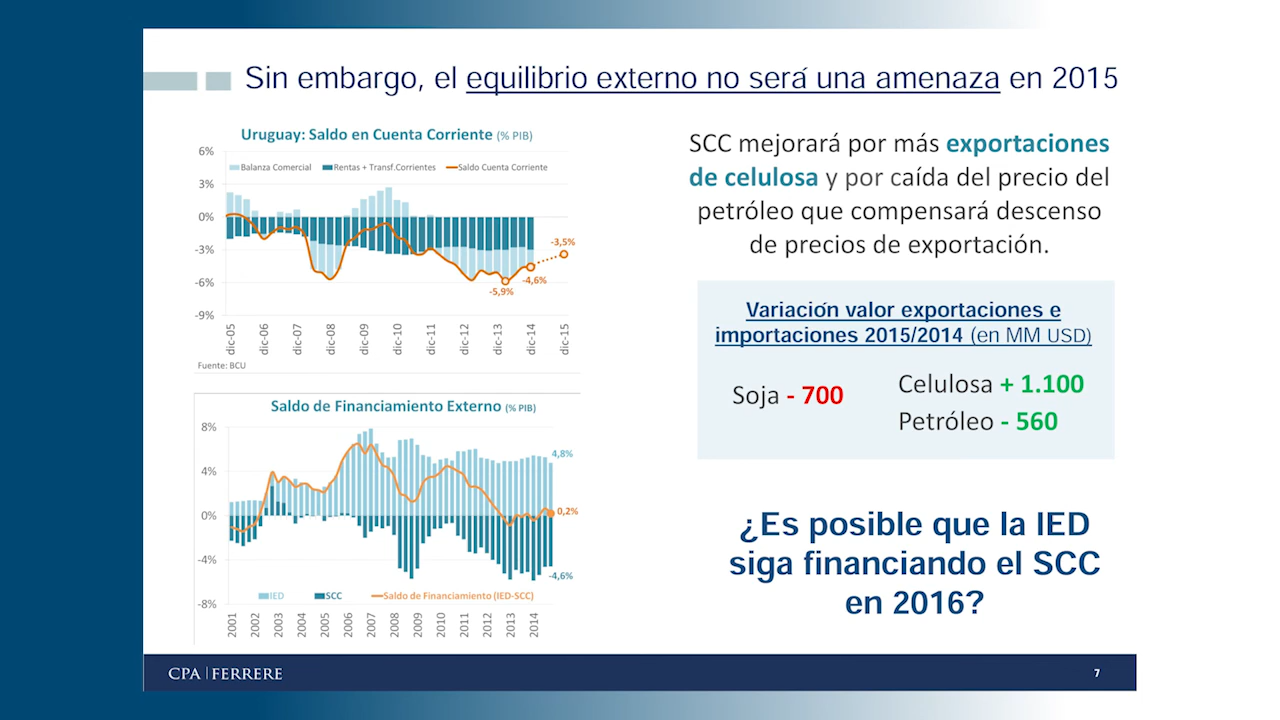 Sin embargo, el equilibrio externo no será una amenaza en 2015
Uruguay: Saldo en Cuenta Corriente (% PIB)
6%
Balanza Comercial
Rentas + Transf.Corrientes
Saldo Cuenta Corriente
3%
0%
-3%
-6%
-9%
-3,5%
-4,6%
-5,9%
dic-05
dic-06
dic-07
dic-08
dic-09
dic-10
dic-11
dic-12
dic-13
dic-14
dic-15
Fuente: BCU
Saldo de Financiamiento Externo (% PIB)
8%
4%
0%
-4%
-8%
4,8%
0,2%
-4,6%
IED
SCC
Saldo de Financiamiento (IED-SCC)
2001
2002
2003
2004
2005
2006
2007
2008
2009
2010
2011
2012
2013
2014
SCC mejorará por más exportaciones
de celulosa y por caída del precio del
petróleo que compensará descenso
de precios de exportación.
Variación valor exportaciones e
importaciones 2015/2014 (en MM USD)
Soja - 700
Celulosa + 1.100
Petróleo - 560
¿Es posible que la IED
siga financiando el SCC
en 2016?
CPA | FERRERE
7